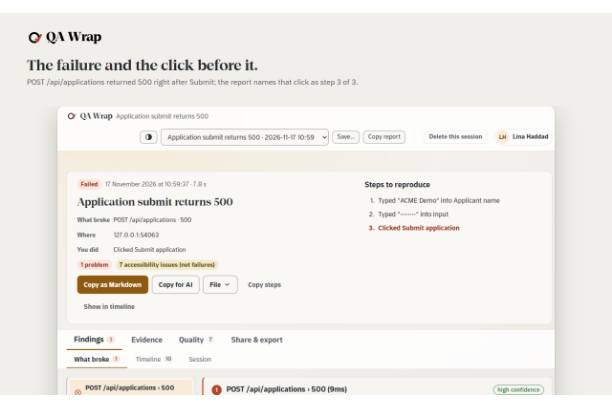 QA Wrap
The failure and the click before it.
POST /api/applications returned 500 right after Submit; the report names that click as step 3 of 3.
QA Wrap Application submit returns 500
Application submit returns 500 - 2026-11-17 10:59
Save...
Copy report
Delete this session
LH Lina Haddad
Failed 17 November 2026 at 10:59:37 · 7.8 s
Application submit returns 500
What broke POST /api/applications · 500
Where 127.0.0.1:54063
You did Clicked Submit application
1 problem 7 accessibility issues (not failures)
Copy as Markdown Copy for AI File Copy steps
Show in timeline
Steps to reproduce
1. Typed "ACME Demo" into Applicant name
2. Typed "·······" into Input
3. Clicked Submit application
Findings 1 Evidence Quality 7 Share & export
What broke 1 Timeline 10 Session
POST /api/applications › 500
POST /api/applications › 500 (9ms)
high confidence